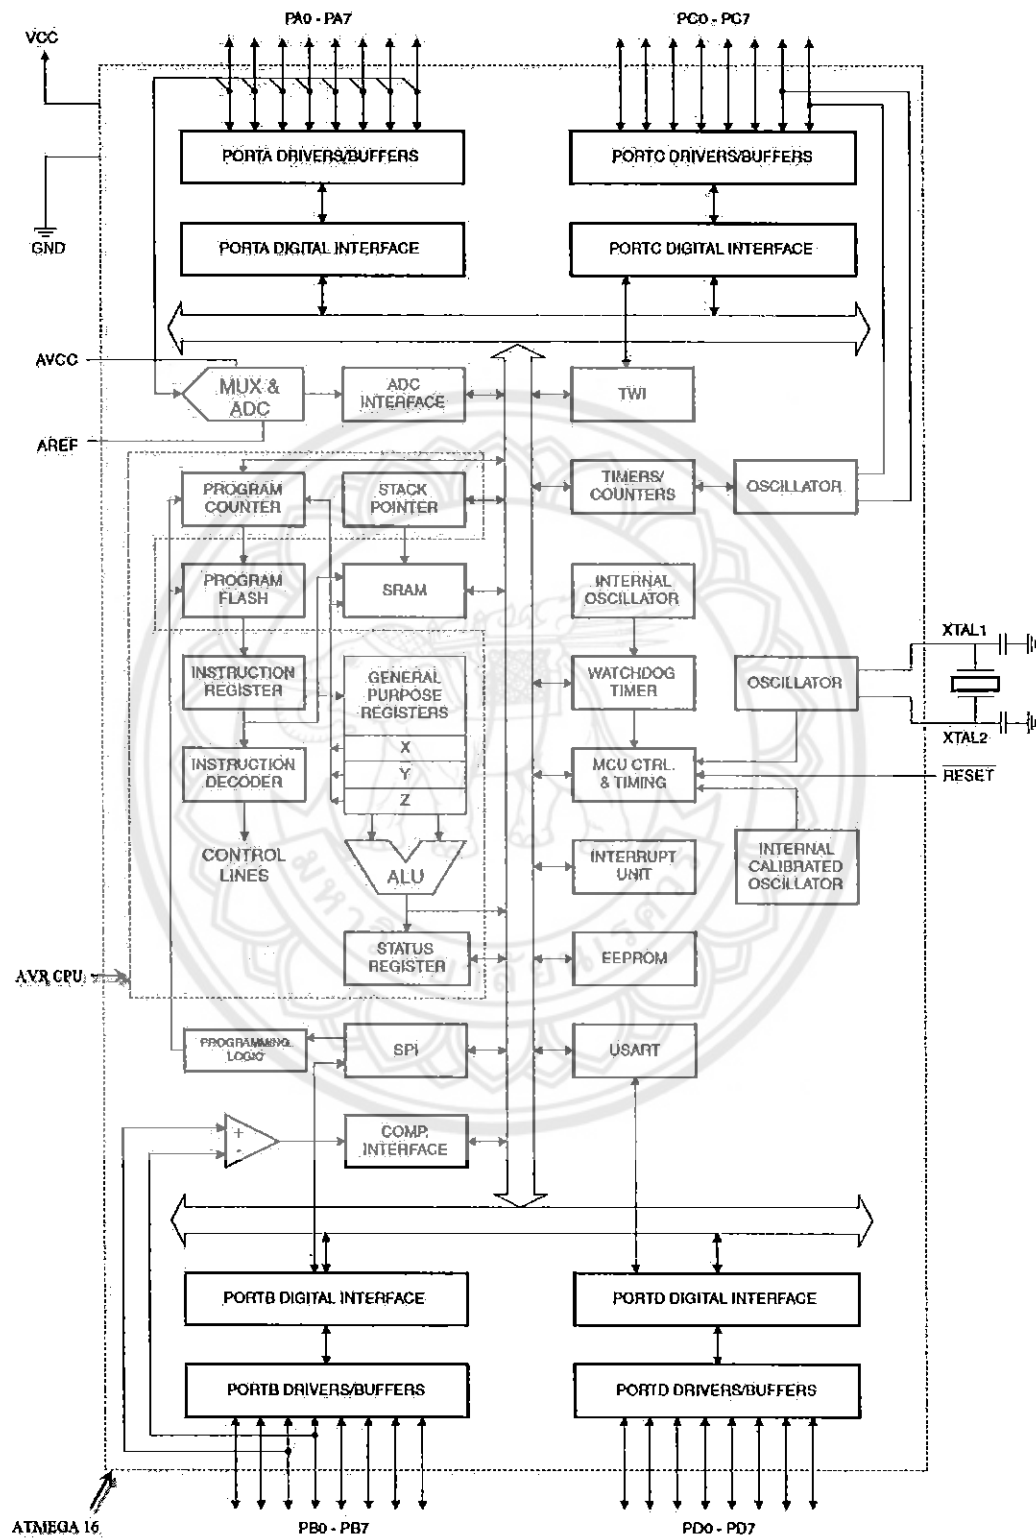 PA0 - PA7
PC0 - PC7
VCC
PORTA DRIVERS/BUFFERS
PORTC DRIVERS/BUFFERS
GND
PORTA DIGITAL INTERFACE
PORTC DIGITAL INTERFACE
AVCC
MUX &
ADC
ADC
INTERFACE
TWI
AREF
PROGRAM
COUNTER
STACK
POINTER
TIMERS/
COUNTERS
OSCILLATOR
PROGRAM
FLASH
SRAM
INTERNAL
OSCILLATOR
XTAL1
INSTRUCTION
REGISTER
GENERAL
PURPOSE
REGISTERS
WATCHDOG
TIMER
OSCILLATOR
XTAL2
X
Y
Z
INSTRUCTION
DECODER
MCU CTRL.
& TIMING
RESET
CONTROL
LINES
ALU
INTERRUPT
UNIT
INTERNAL
CALIBRATED
OSCILLATOR
STATUS
REGISTER
EEPROM
AVR CPU
PROGRAMMING
LOGIC
SPI
USART
+
-
COMP.
INTERFACE
PORTB DIGITAL INTERFACE
PORTD DIGITAL INTERFACE
PORTB DRIVERS/BUFFERS
PORTD DRIVERS/BUFFERS
ATMEGA 16
PB0 - PB7
PD0 - PD7